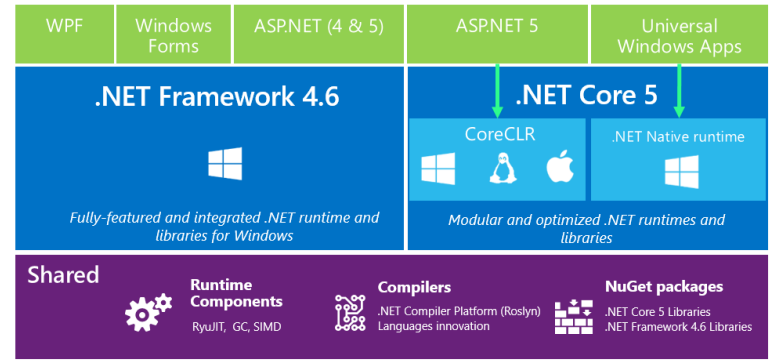 WPF
Windows
Forms
ASP.NET (4 & 5)
ASP.NET 5
Universal
Windows Apps
.NET Framework 4.6
Fully-featured and integrated .NET runtime and
libraries for Windows
.NET Core 5
CoreCLR
.NET Native runtime
Modular and optimized .NET runtimes and
libraries
Shared
Runtime
Components
RyuJIT, GC, SIMD
Compilers
.NET Compiler Platform (Roslyn)
Languages innovation
NuGet packages
.NET Core 5 Libraries
.NET Framework 4.6 Libraries